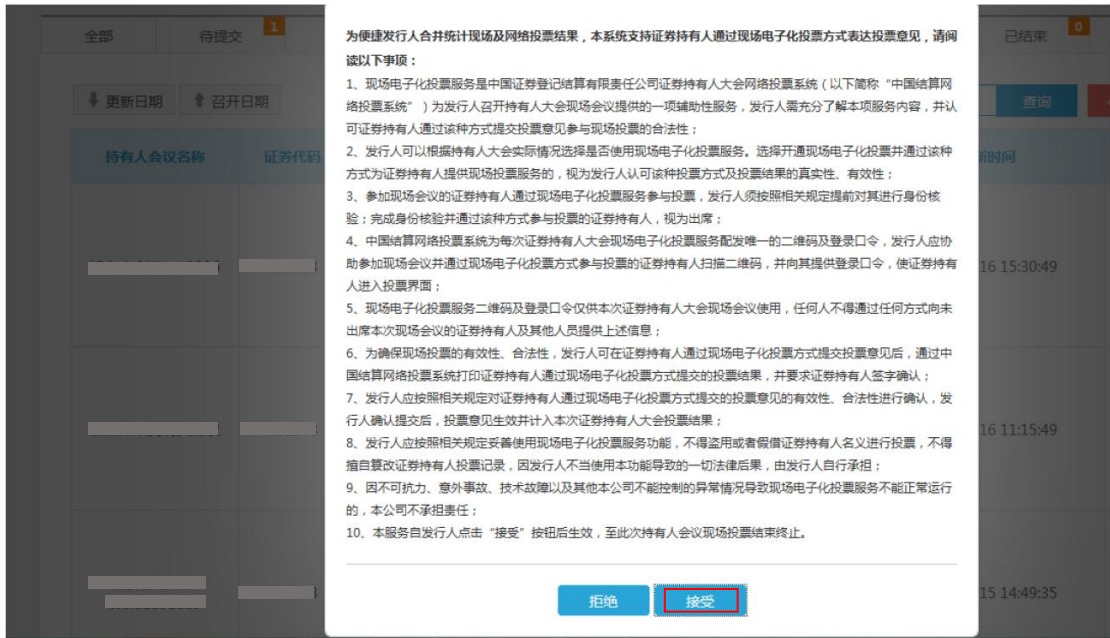 全部
待提交
1
已结束
0
更新日期
召开日期
查询
持有人会议名称
证券代码
新时间
为便捷发行人合并统计现场及网络投票结果，本系统支持证券持有人通过现场电子化投票方式表达投票意见，请阅
读以下事项：
1、现场电子化投票服务是中国证券登记结算有限责任公司证券持有人大会网络投票系统（以下简称“中国结算网
络投票系统”）为发行人召开持有人大会现场会议提供的一项辅助性服务，发行人需充分了解本项服务内容，并认
可证券持有人通过该种方式提交投票意见参与现场投票的合法性；
2、发行人可以根据持有人大会实际情况选择是否使用现场电子化投票服务。选择开通现场电子化投票并通过该种
方式为证券持有人提供现场投票服务的，视为发行人认可该种投票方式及投票结果的真实性、有效性；
3、参加现场会议的证券持有人通过现场电子化投票服务参与投票，发行人须按照相关规定提前对其进行身份核
验；完成身份核验并通过该种方式参与投票的证券持有人，视为出席；
4、中国结算网络投票系统为每次证券持有人大会现场电子化投票服务配发唯一的二维码及登录口令，发行人应协
助参加现场会议并通过现场电子化投票方式参与投票的证券持有人扫描二维码，并向其提供登录口令，使证券持有
人进入投票界面；
5、现场电子化投票服务二维码及登录口令仅供本次证券持有人大会现场会议使用，任何人不得通过任何方式向未
出席本次现场会议的证券持有人及其他人员提供上述信息；
6、为确保现场投票的有效性、合法性，发行人可在证券持有人通过现场电子化投票方式提交投票意见后，通过中
国结算网络投票系统打印证券持有人通过现场电子化投票方式提交的投票结果，并要求证券持有人签字确认；
7、发行人应按照相关规定对证券持有人通过现场电子化投票方式提交的投票意见的有效性、合法性进行确认，发
行人确认提交后，投票意见生效并计入本次证券持有人大会投票结果；
8、发行人应按照相关规定妥善使用现场电子化投票服务功能，不得盗用或者假借证券持有人名义进行投票，不得
擅自篡改证券持有人投票记录，因发行人不当使用本功能导致的一切法律后果，由发行人自行承担；
9、因不可抗力、意外事故、技术故障以及其他本公司不能控制的异常情况导致现场电子化投票服务不能正常运行
的，本公司不承担责任；
10、本服务自发行人点击“接受”按钮后生效，至此次持有人会议现场投票结束终止。
16 15:30:49
16 11:15:49
15 14:49:35
拒绝
接受